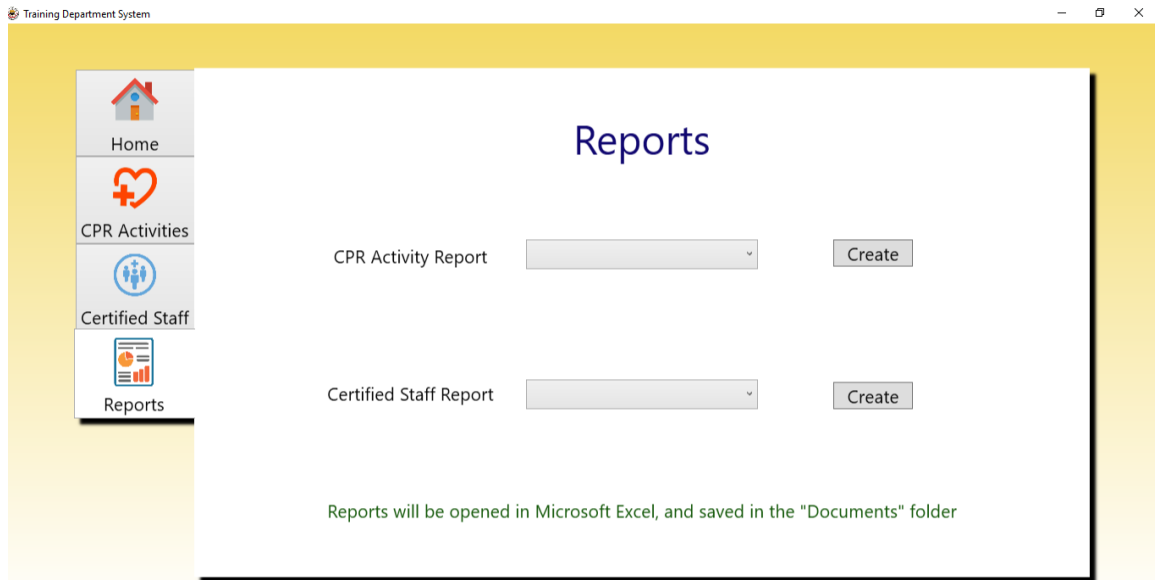 Training Department System
Home
CPR Activities
Certified Staff
Reports
Reports
CPR Activity Report
Create
Certified Staff Report
Create
Reports will be opened in Microsoft Excel, and saved in the "Documents" folder